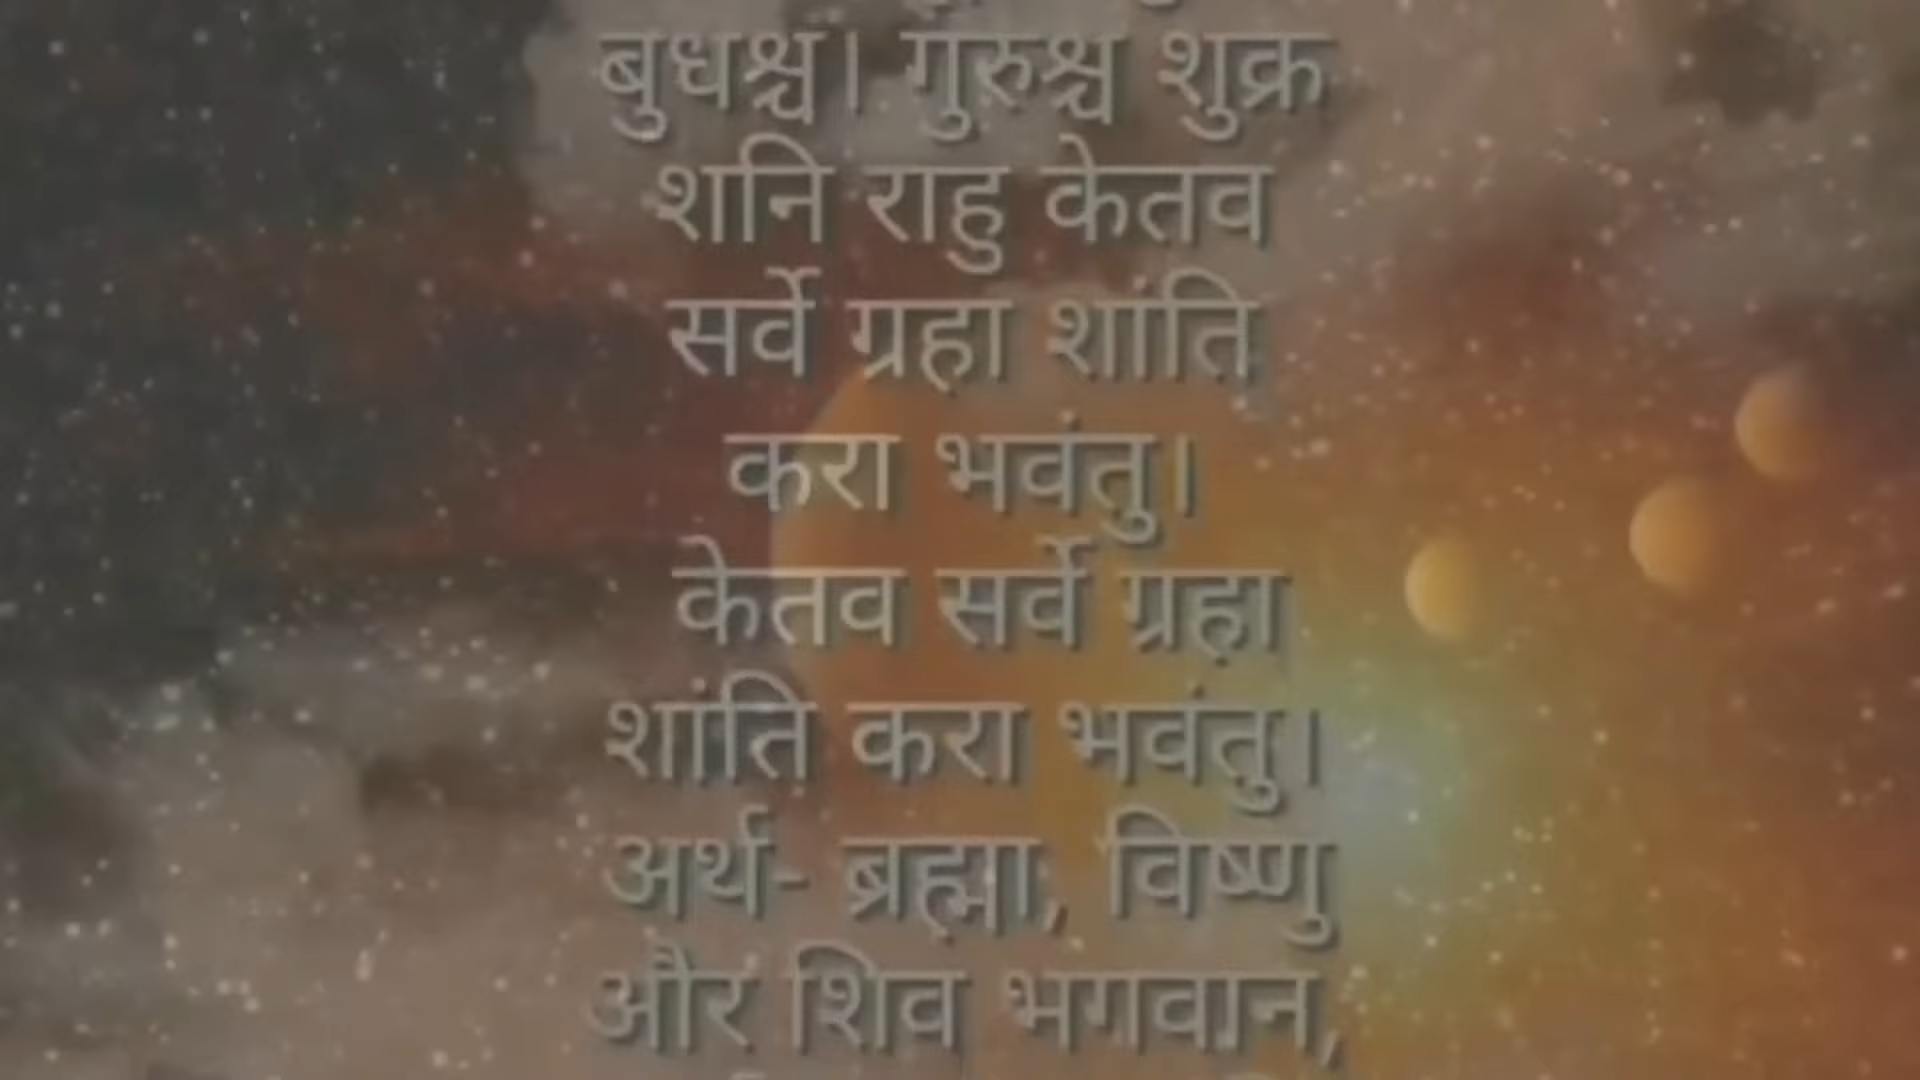 बुधश्च। गुरुश्च शुक्र
शनि राहु केतव
सर्वे ग्रहा शांति
करा भवंतु।
केतव सर्वे ग्रहा
शांति करा भवंतु।
अर्थ- ब्रह्मा, विष्णु
और शिव भगवान,